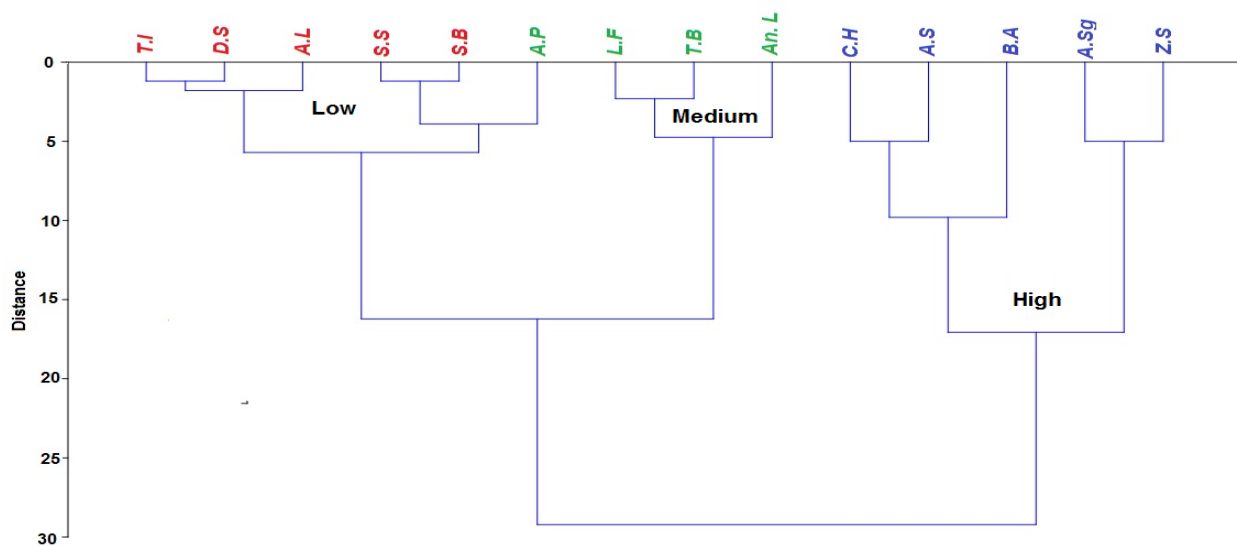 T.I D.S A.L S.S S.B A.P L.F T.B An. L C.H A.S B.A A.Sg Z.S
0
Low
Medium
5
10
High
15
Distance
20
25
30